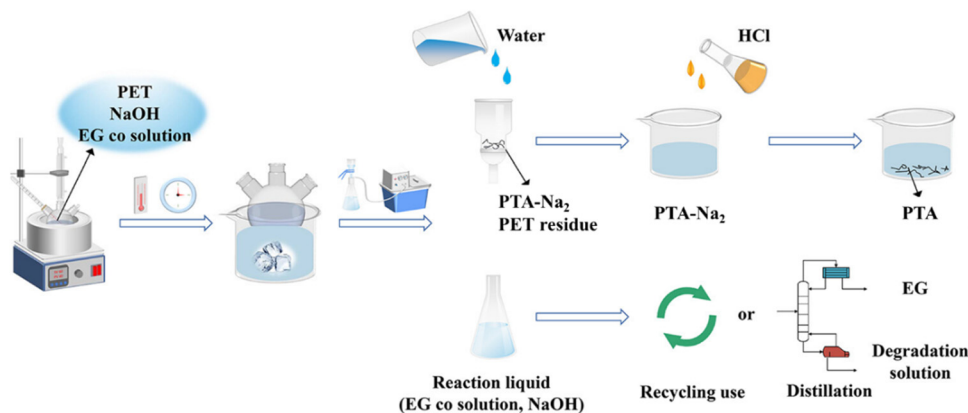 PET
NaOH
EG co solution
Water
HCl
PTA-Na₂
PET residue
PTA-Na₂
PTA
Reaction liquid
(EG co solution, NaOH)
Recycling use
or
Distillation
EG
Degradation
solution